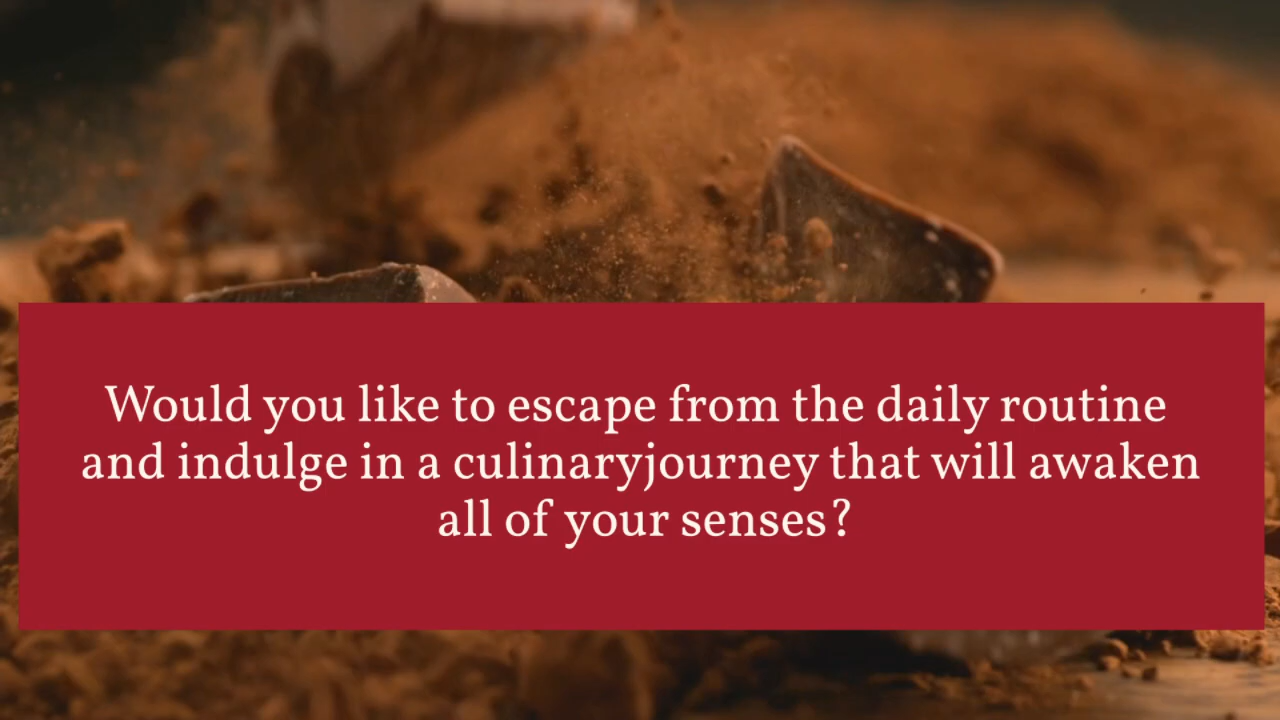 Would you like to escape from the daily routine
and indulge in a culinaryjourney that will awaken
all of your senses?